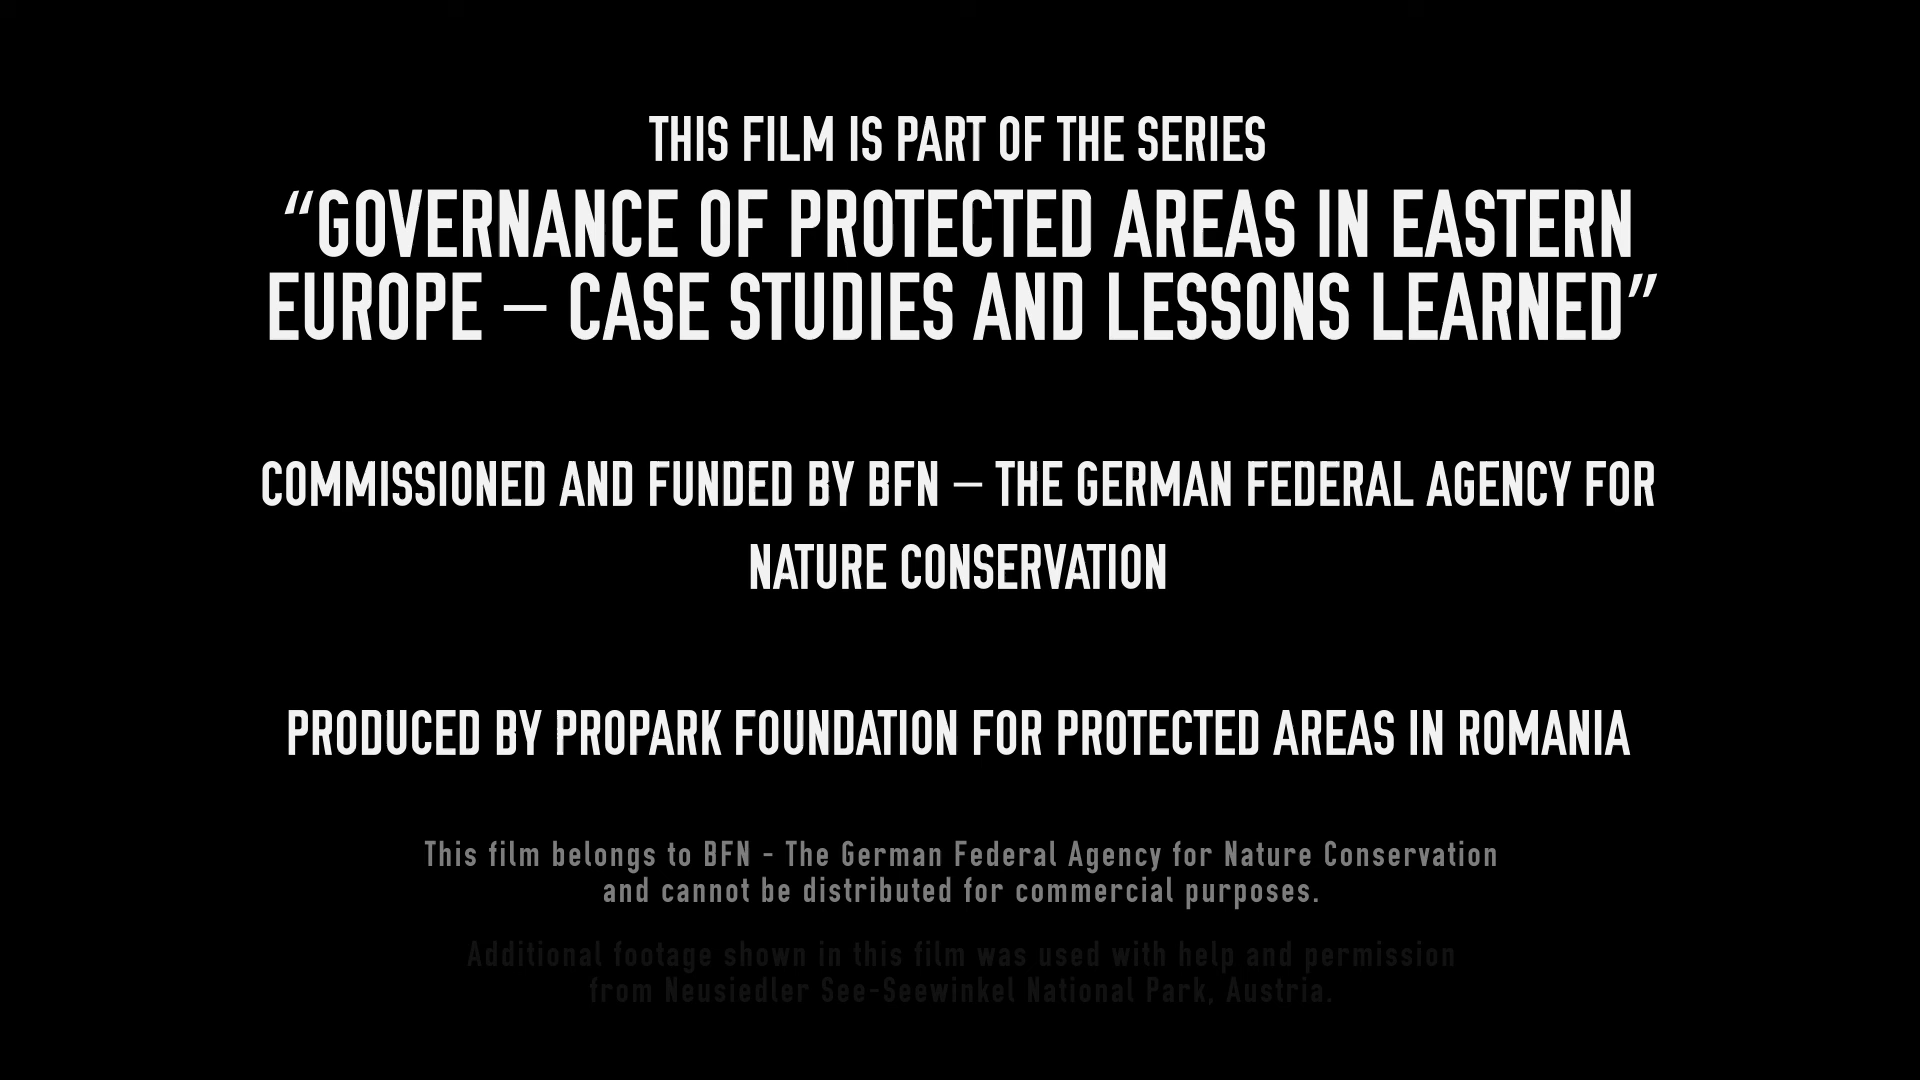 THIS FILM IS PART OF THE SERIES
“GOVERNANCE OF PROTECTED AREAS IN EASTERN
EUROPE – CASE STUDIES AND LESSONS LEARNED”
COMMISSIONED AND FUNDED BY BFN – THE GERMAN FEDERAL AGENCY FOR
NATURE CONSERVATION
PRODUCED BY PROPARK FOUNDATION FOR PROTECTED AREAS IN ROMANIA
This film belongs to BFN - The German Federal Agency for Nature Conservation
and cannot be distributed for commercial purposes.
Additional footage shown in this film was used with help and permission
from Neusiedler See-Seewinkel National Park, Austria.